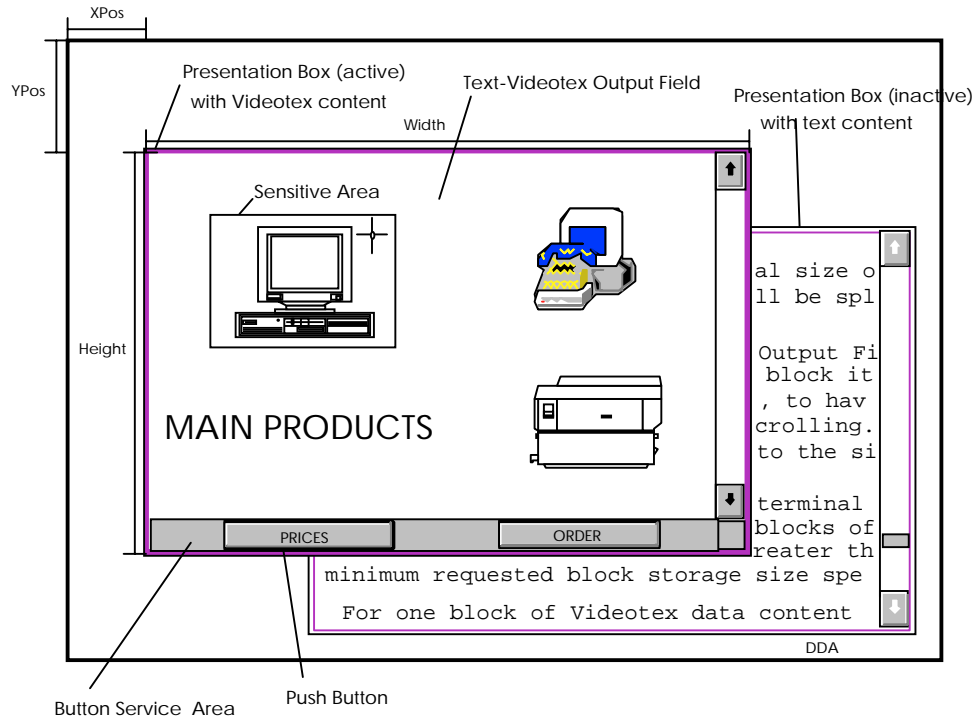 XPos
YPos
Presentation Box (active)
with Videotex content
Text-Videotex Output Field
Presentation Box (inactive)
with text content
Width
Sensitive Area
Height
MAIN PRODUCTS
al size o
ll be spl
Output Fi
block it
, to hav
crolling.
to the si
terminal
blocks of
reater th
minimum requested block storage size spe
For one block of Videotex data content
PRICES
ORDER
DDA
Button Service Area
Push Button